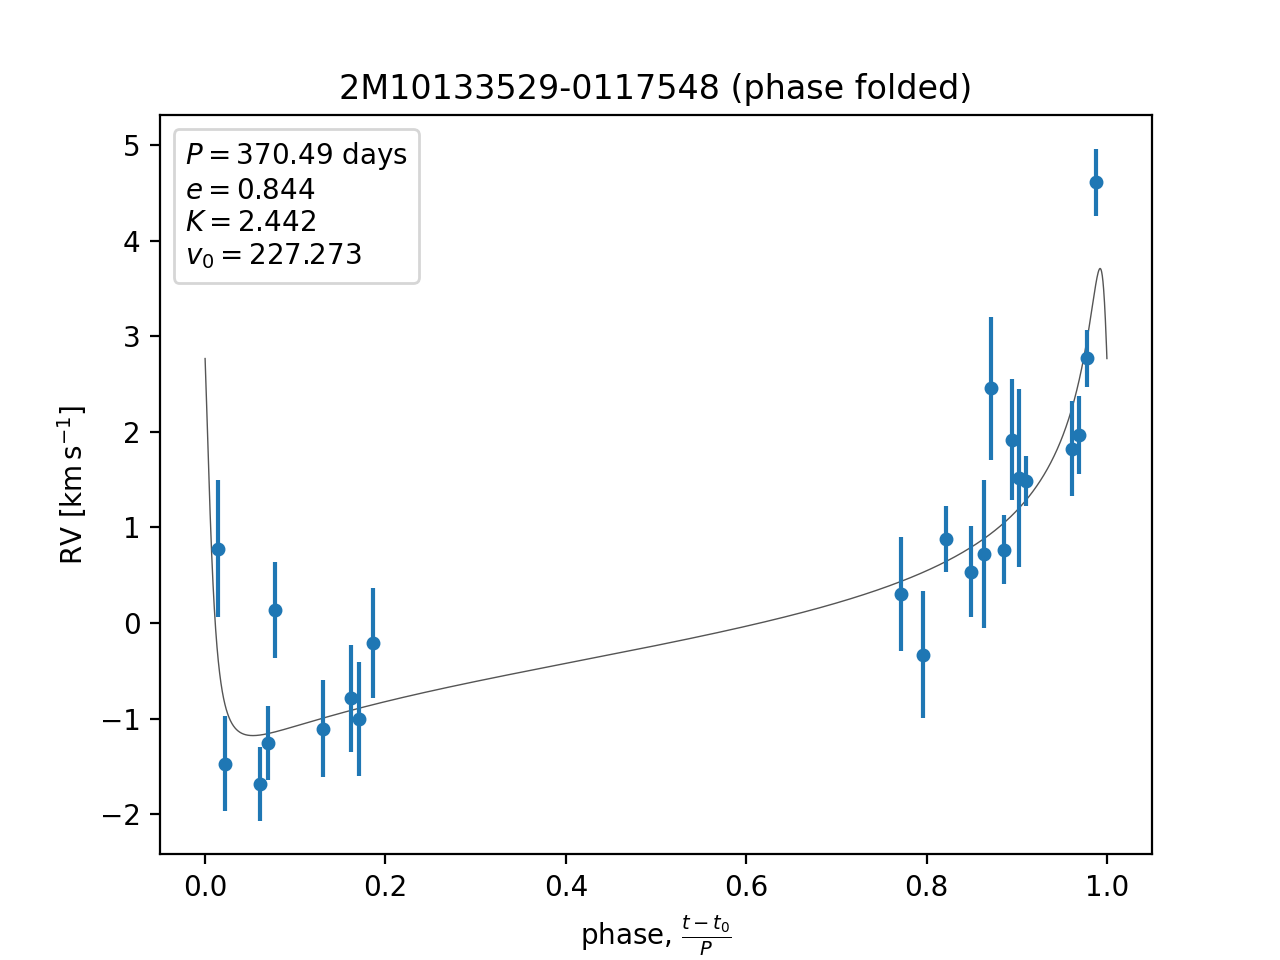 2M10133529-0117548 (phase folded)
P = 370.49 days
e = 0.844
K = 2.442
v₀ = 227.273
5
4
3
2
1
0
−1
−2
RV [km s⁻¹]
0.0 0.2 0.4 0.6 0.8 1.0
phase, (t − t₀)/P